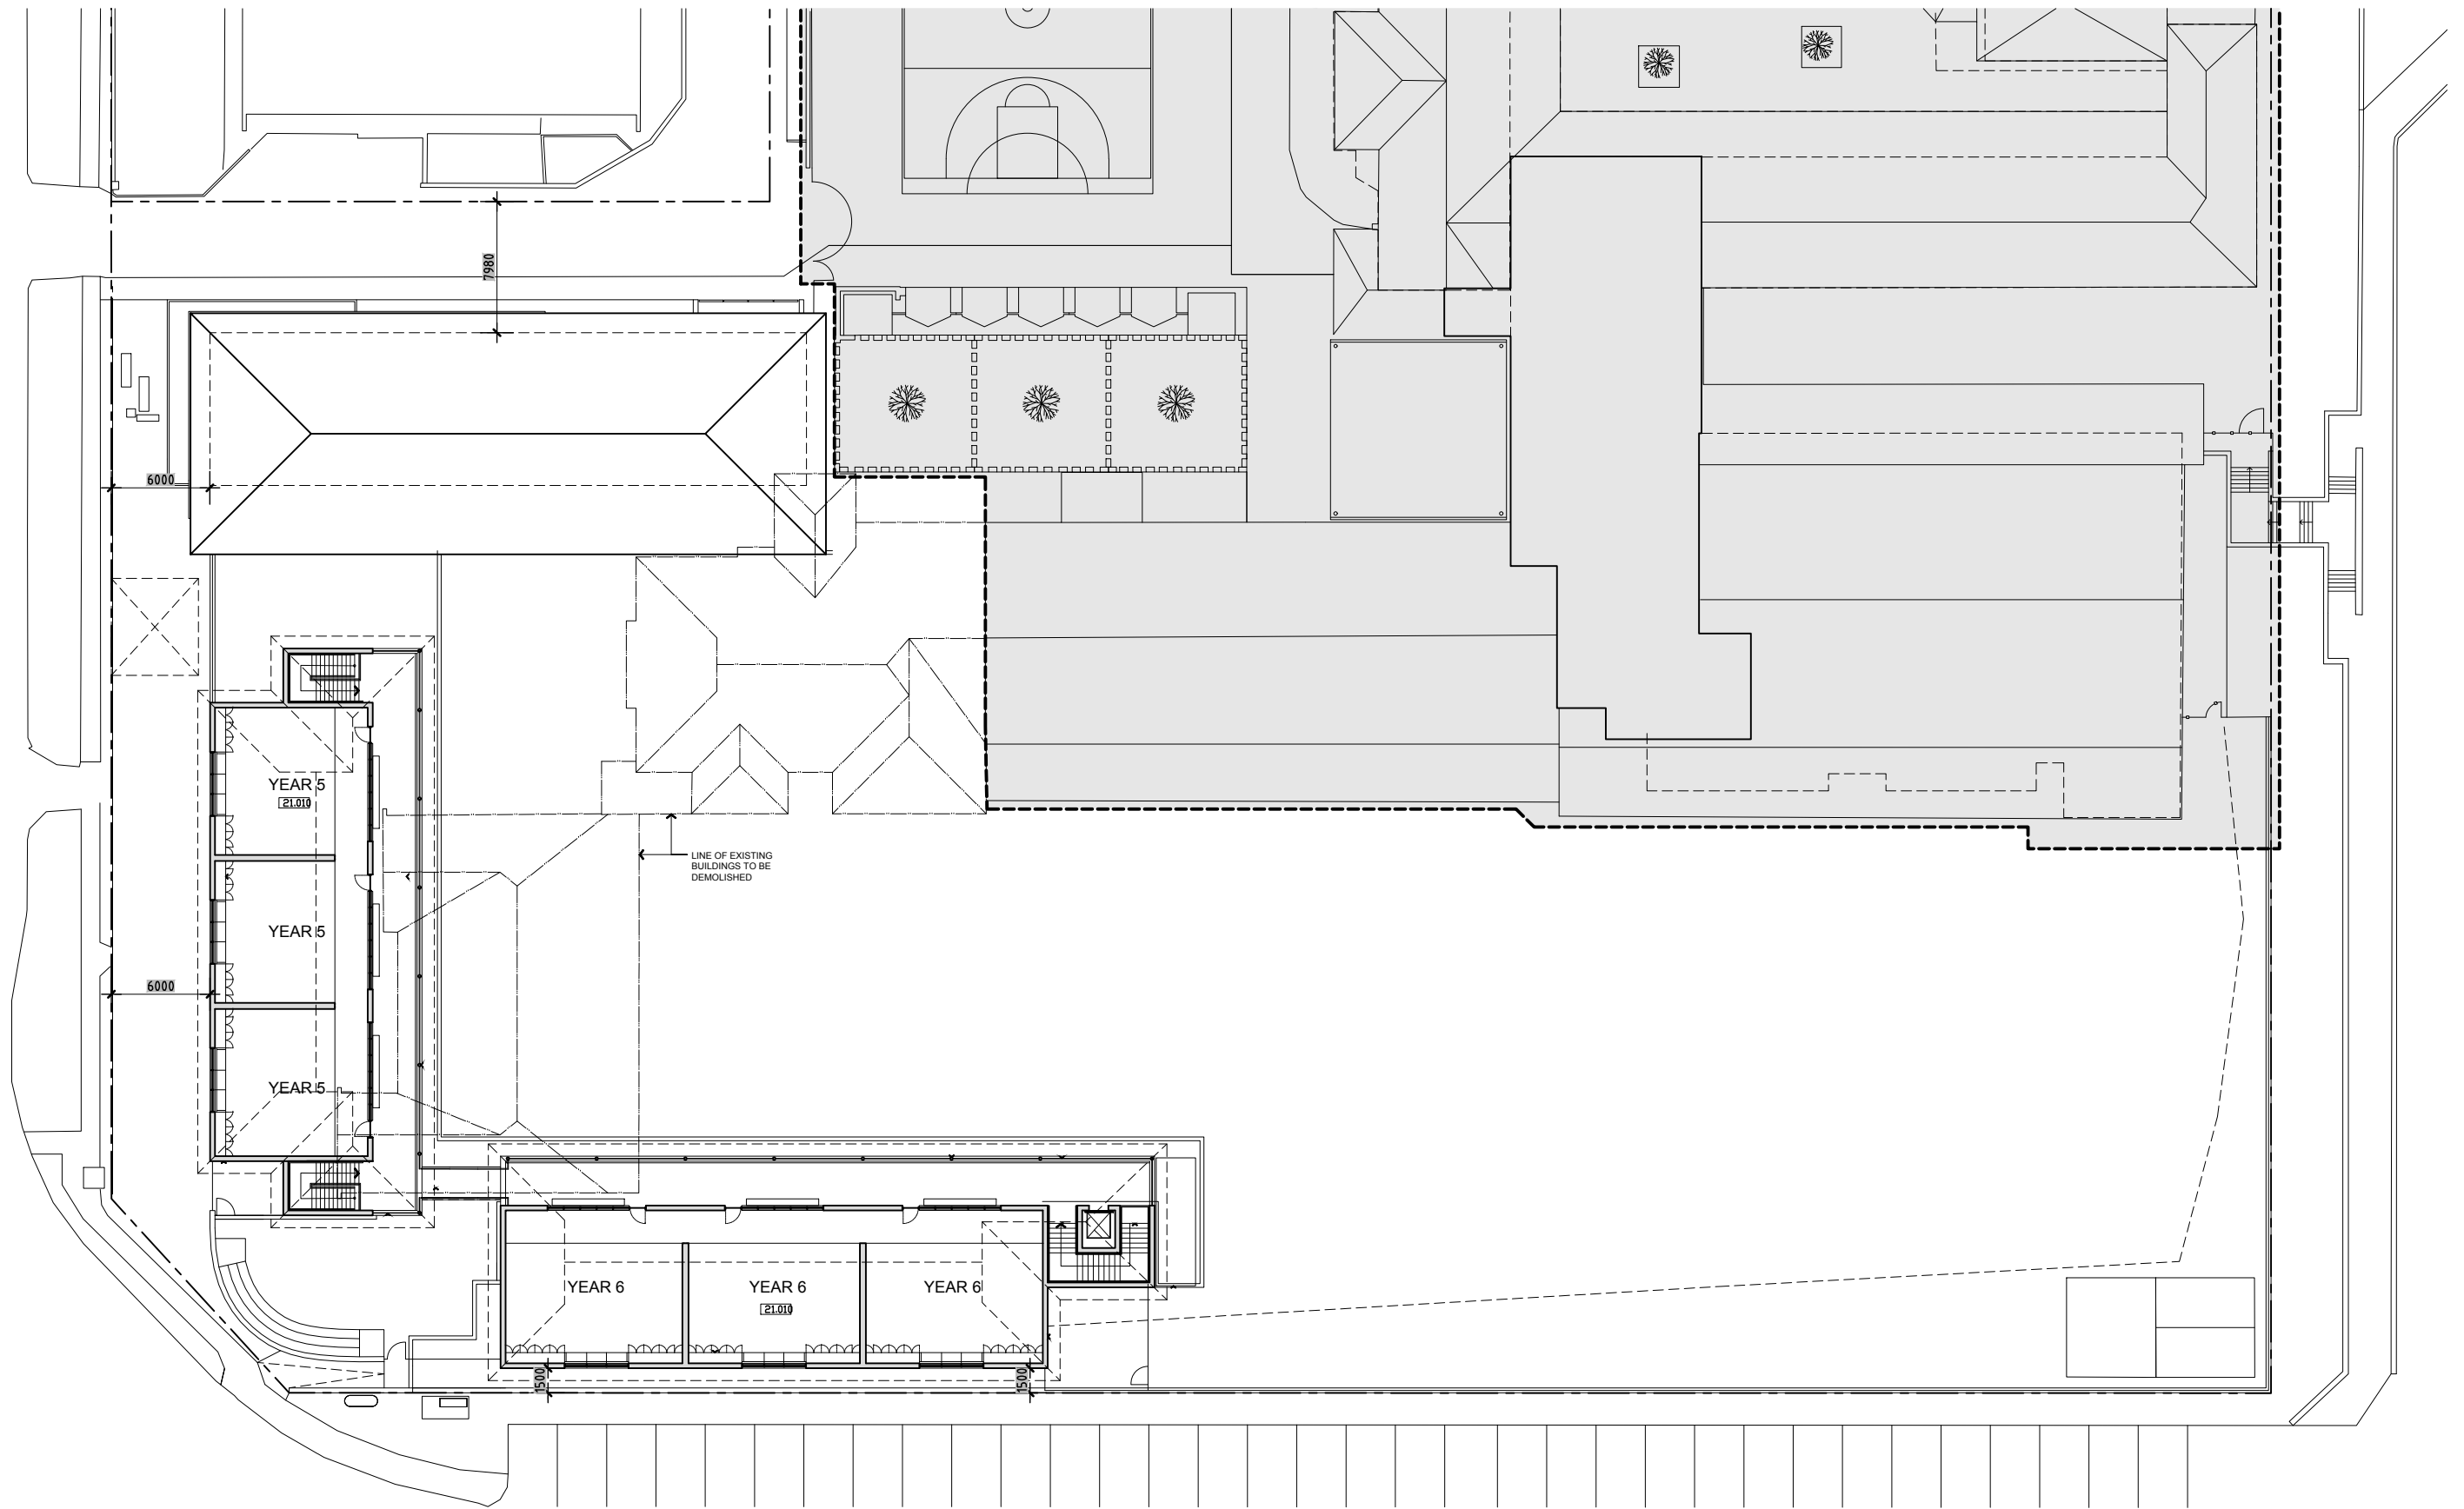 7980
6000
YEAR 5
21.010
LINE OF EXISTING
BUILDINGS TO BE
DEMOLISHED
YEAR 5
6000
YEAR 5
YEAR 6
YEAR 6
YEAR 6
21.010
1500
1500